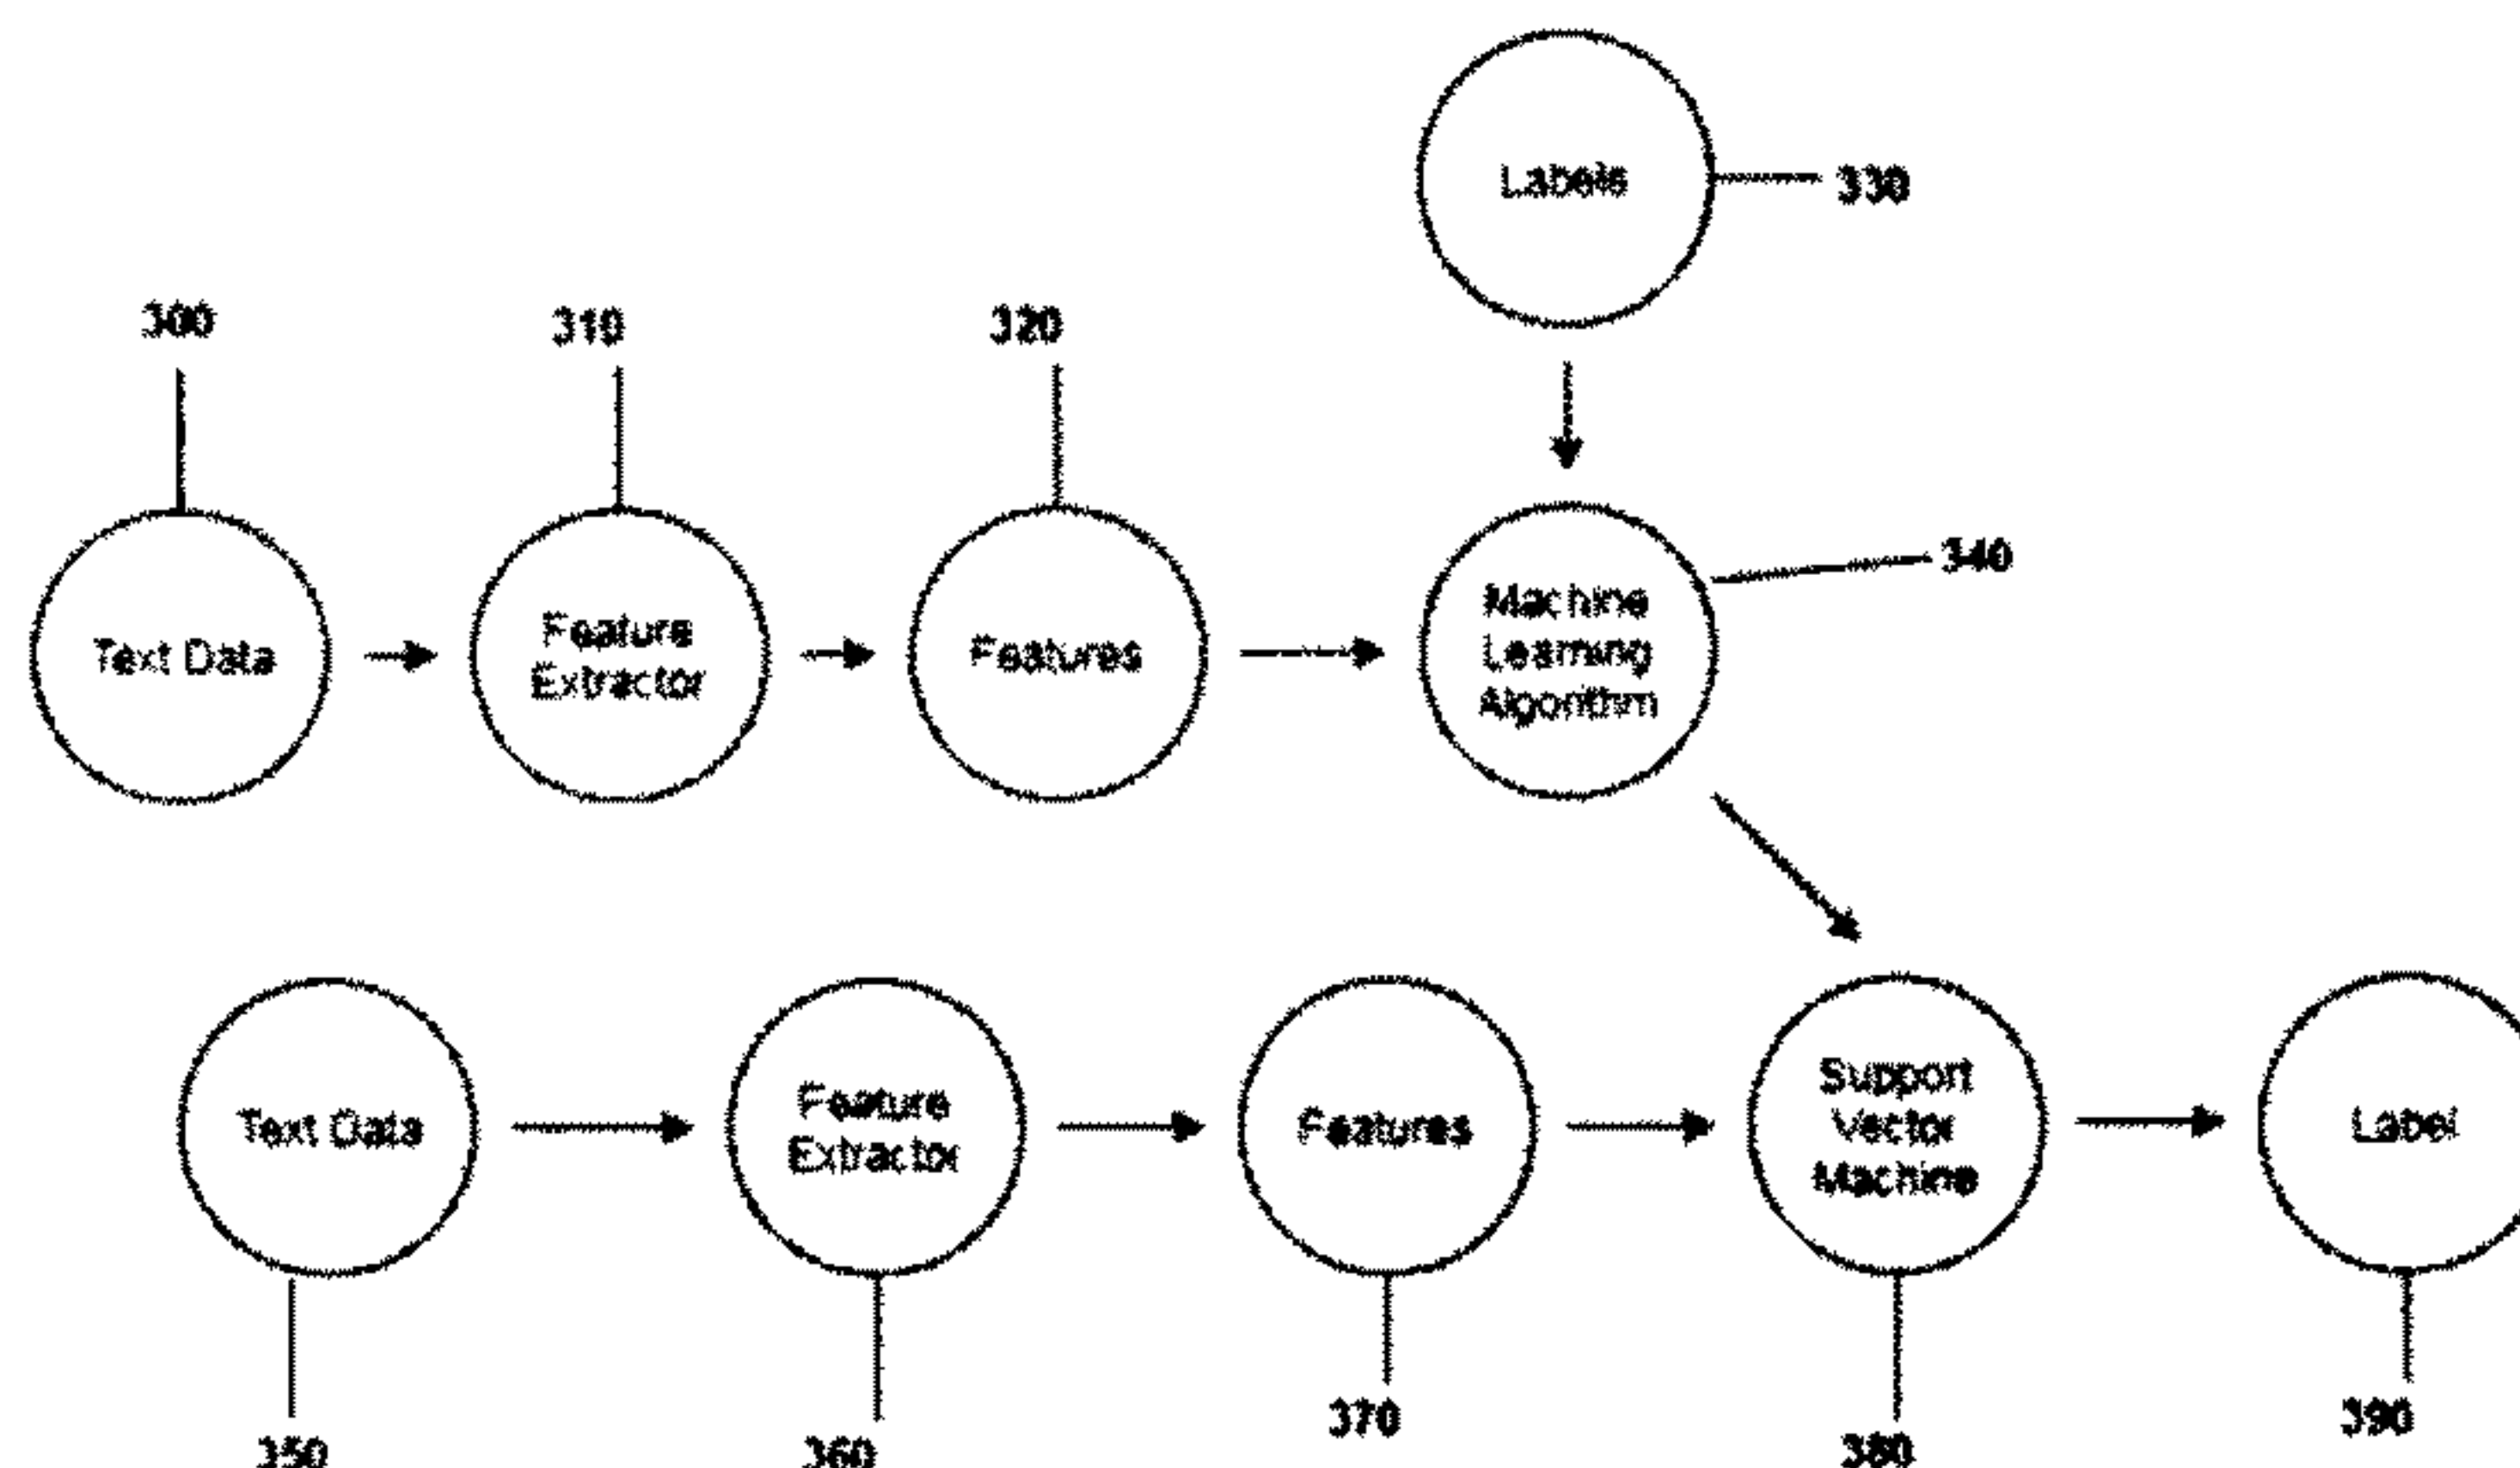 Labels
330
300
310
320
340
Text Data
Feature
Extractor
Features
Machine
Learning
Algorithm
Text Data
Feature
Extractor
Features
Support
Vector
Machine
Label
350
360
370
380
390